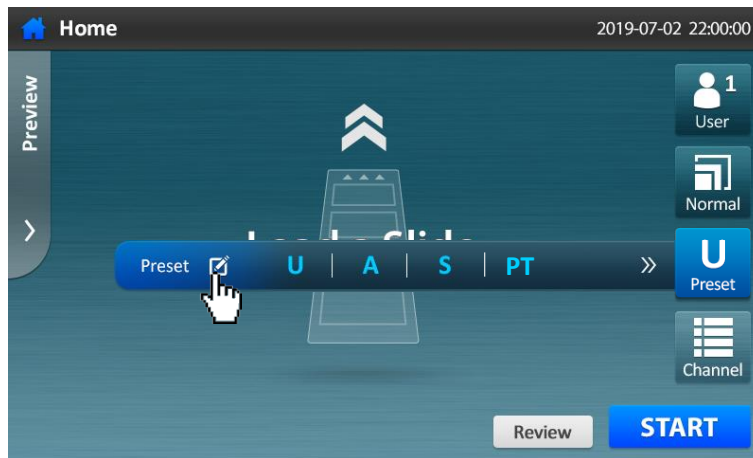 Home
2019-07-02 22:00:00
Preview
1
User
Normal
Preset U | A | S | PT
U
Preset
Channel
Review
START